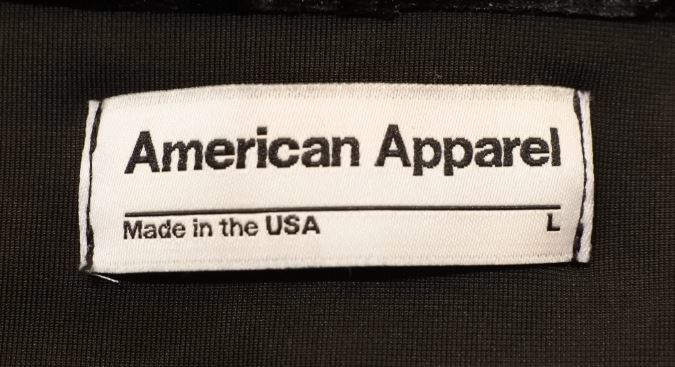 American Apparel
Made in the USA L